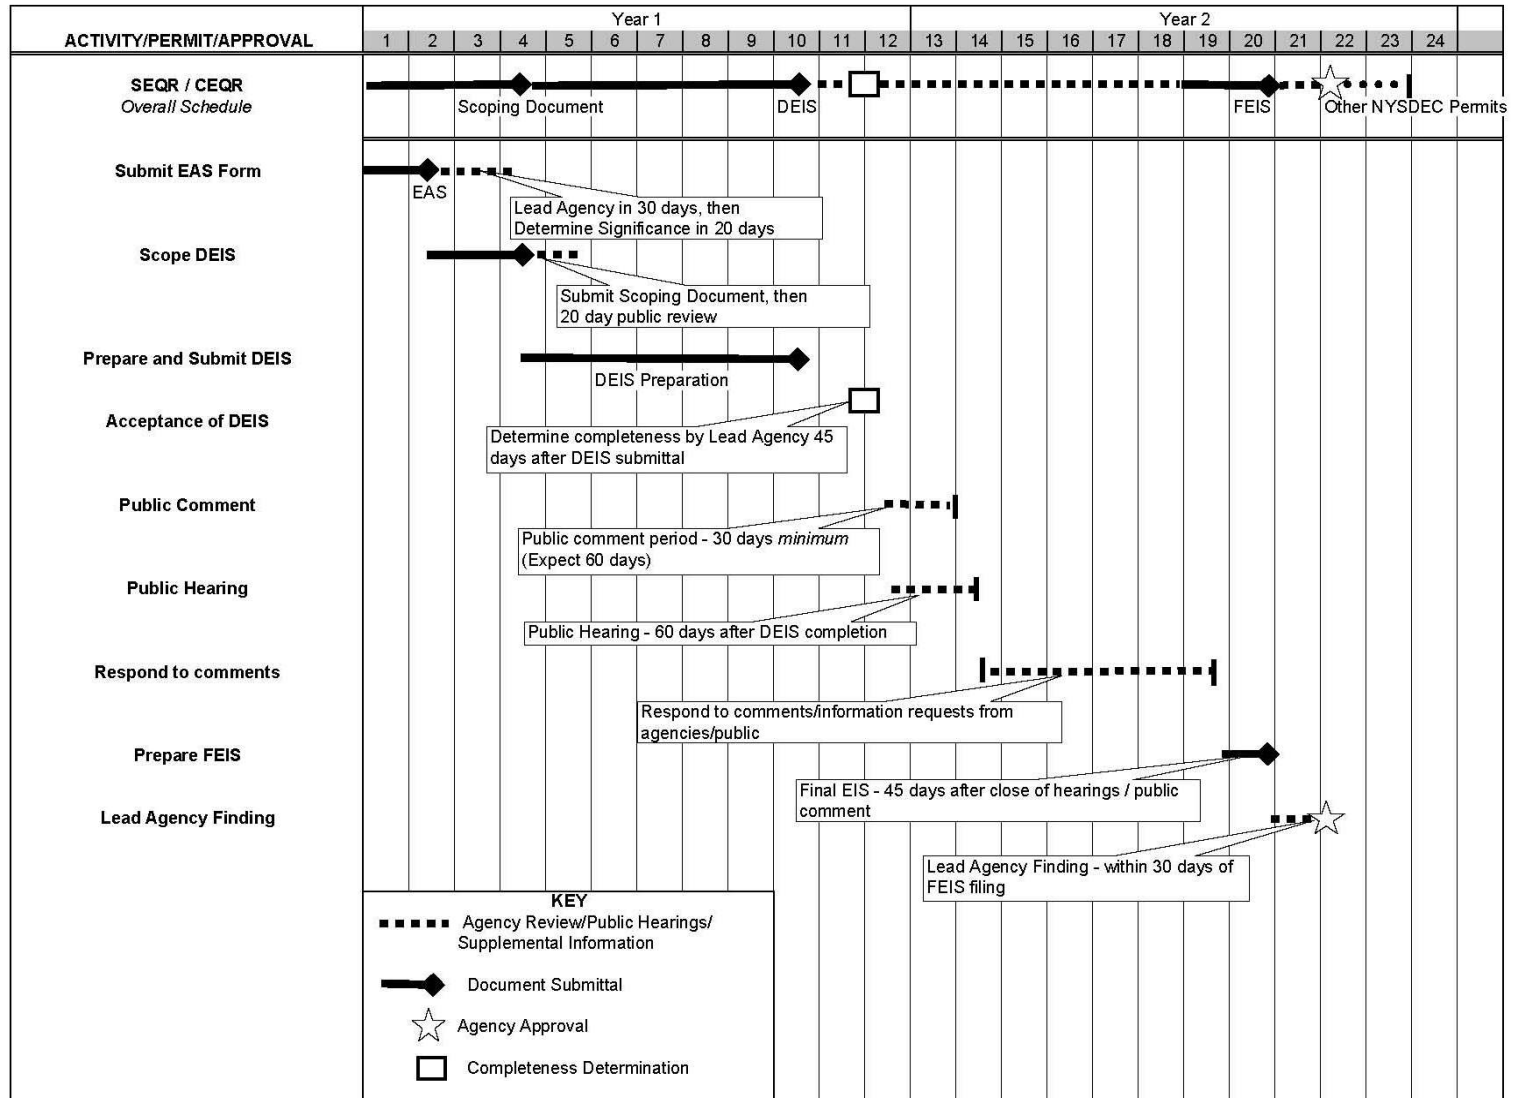 Year 1
Year 2
ACTIVITY/PERMIT/APPROVAL
1 2 3 4 5 6 7 8 9 10 11 12 13 14 15 16 17 18 19 20 21 22 23 24
SEQR / CEQR
Overall Schedule
Scoping Document
DEIS
FEIS
Other NYSDEC Permits
Submit EAS Form
EAS
Lead Agency in 30 days, then
Determine Significance in 20 days
Scope DEIS
Submit Scoping Document, then
20 day public review
Prepare and Submit DEIS
DEIS Preparation
Acceptance of DEIS
Determine completeness by Lead Agency 45
days after DEIS submittal
Public Comment
Public comment period - 30 days minimum
(Expect 60 days)
Public Hearing
Public Hearing - 60 days after DEIS completion
Respond to comments
Respond to comments/information requests from
agencies/public
Prepare FEIS
Final EIS - 45 days after close of hearings / public
comment
Lead Agency Finding
Lead Agency Finding - within 30 days of
FEIS filing
KEY
Agency Review/Public Hearings/
Supplemental Information
Document Submittal
Agency Approval
Completeness Determination